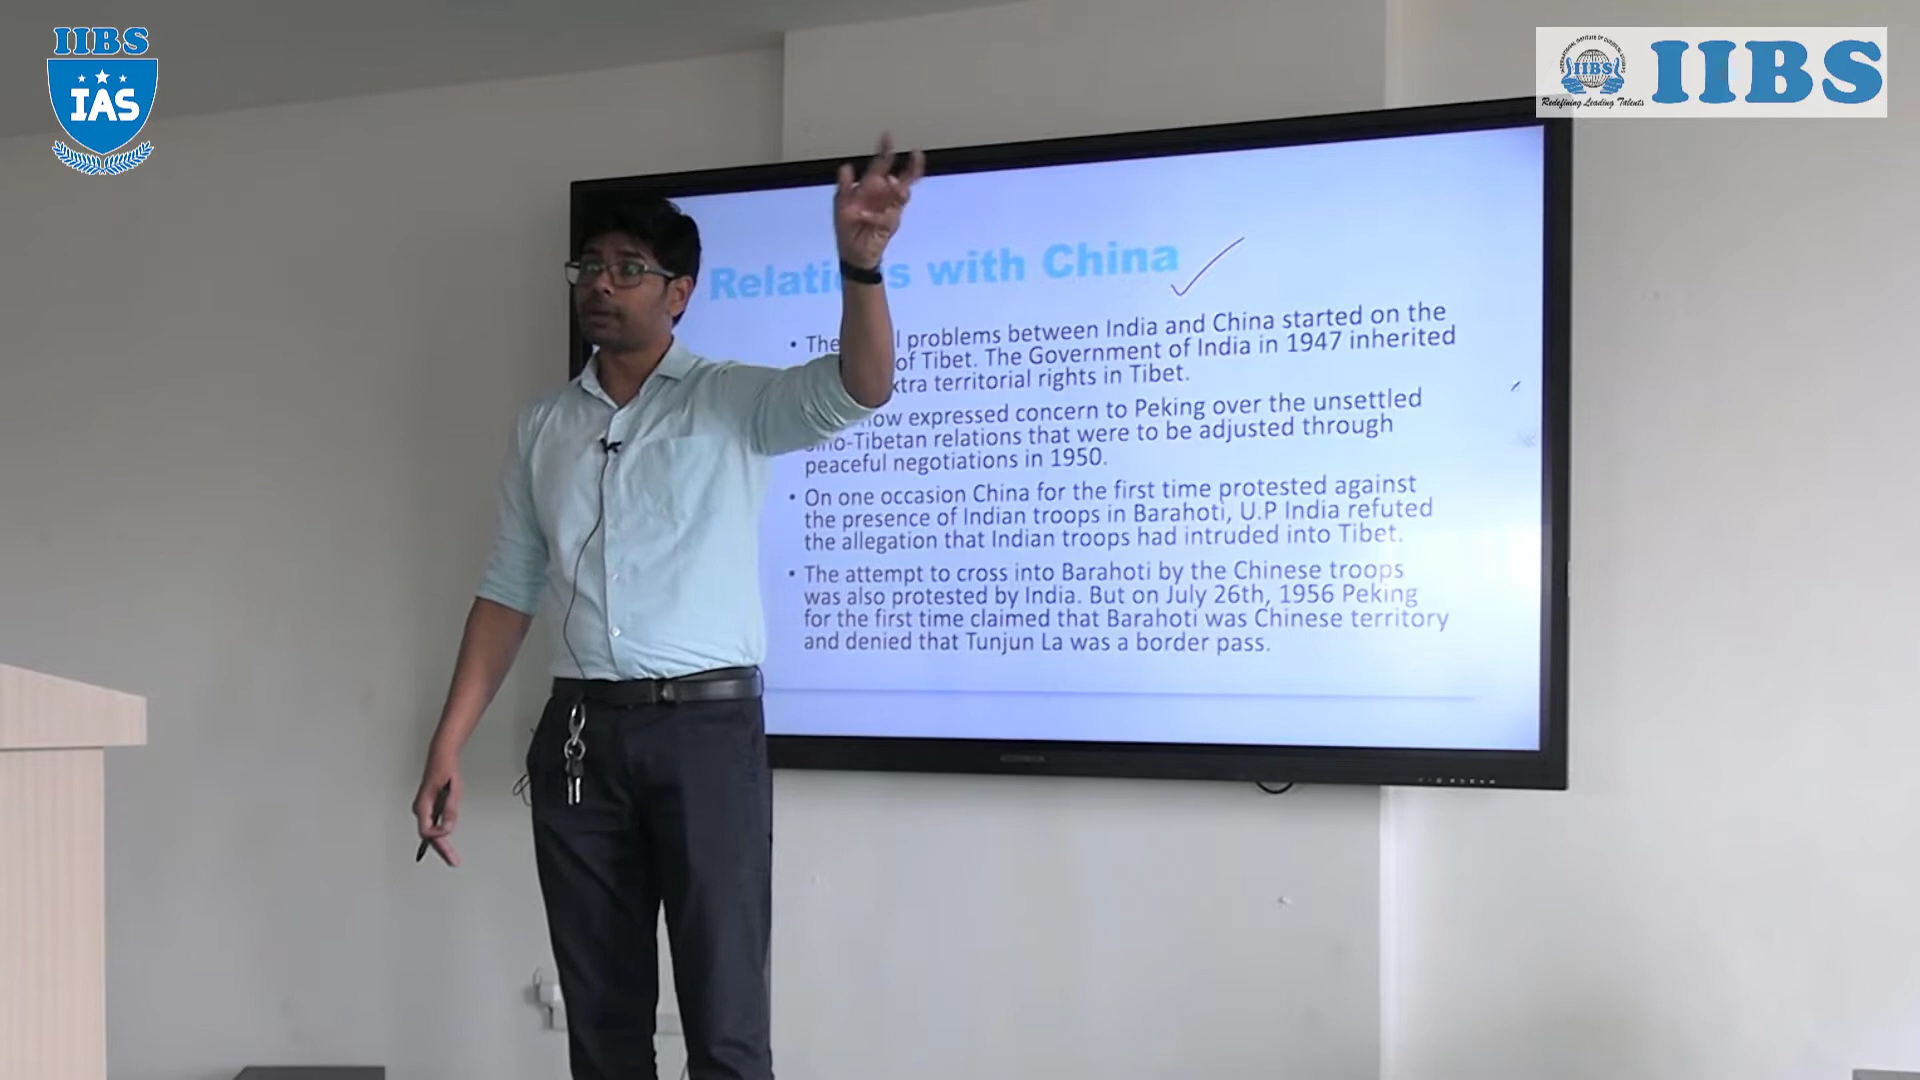 IIBS
IAS
IIBS
Redefining Leading Talents
IIBS
Relati s with China
• The l problems between India and China started on the
of Tibet. The Government of India in 1947 inherited
xtra territorial rights in Tibet.
now expressed concern to Peking over the unsettled
Sino-Tibetan relations that were to be adjusted through
peaceful negotiations in 1950.
• On one occasion China for the first time protested against
the presence of Indian troops in Barahoti, U.P India refuted
the allegation that Indian troops had intruded into Tibet.
• The attempt to cross into Barahoti by the Chinese troops
was also protested by India. But on July 26th, 1956 Peking
for the first time claimed that Barahoti was Chinese territory
and denied that Tunjun La was a border pass.